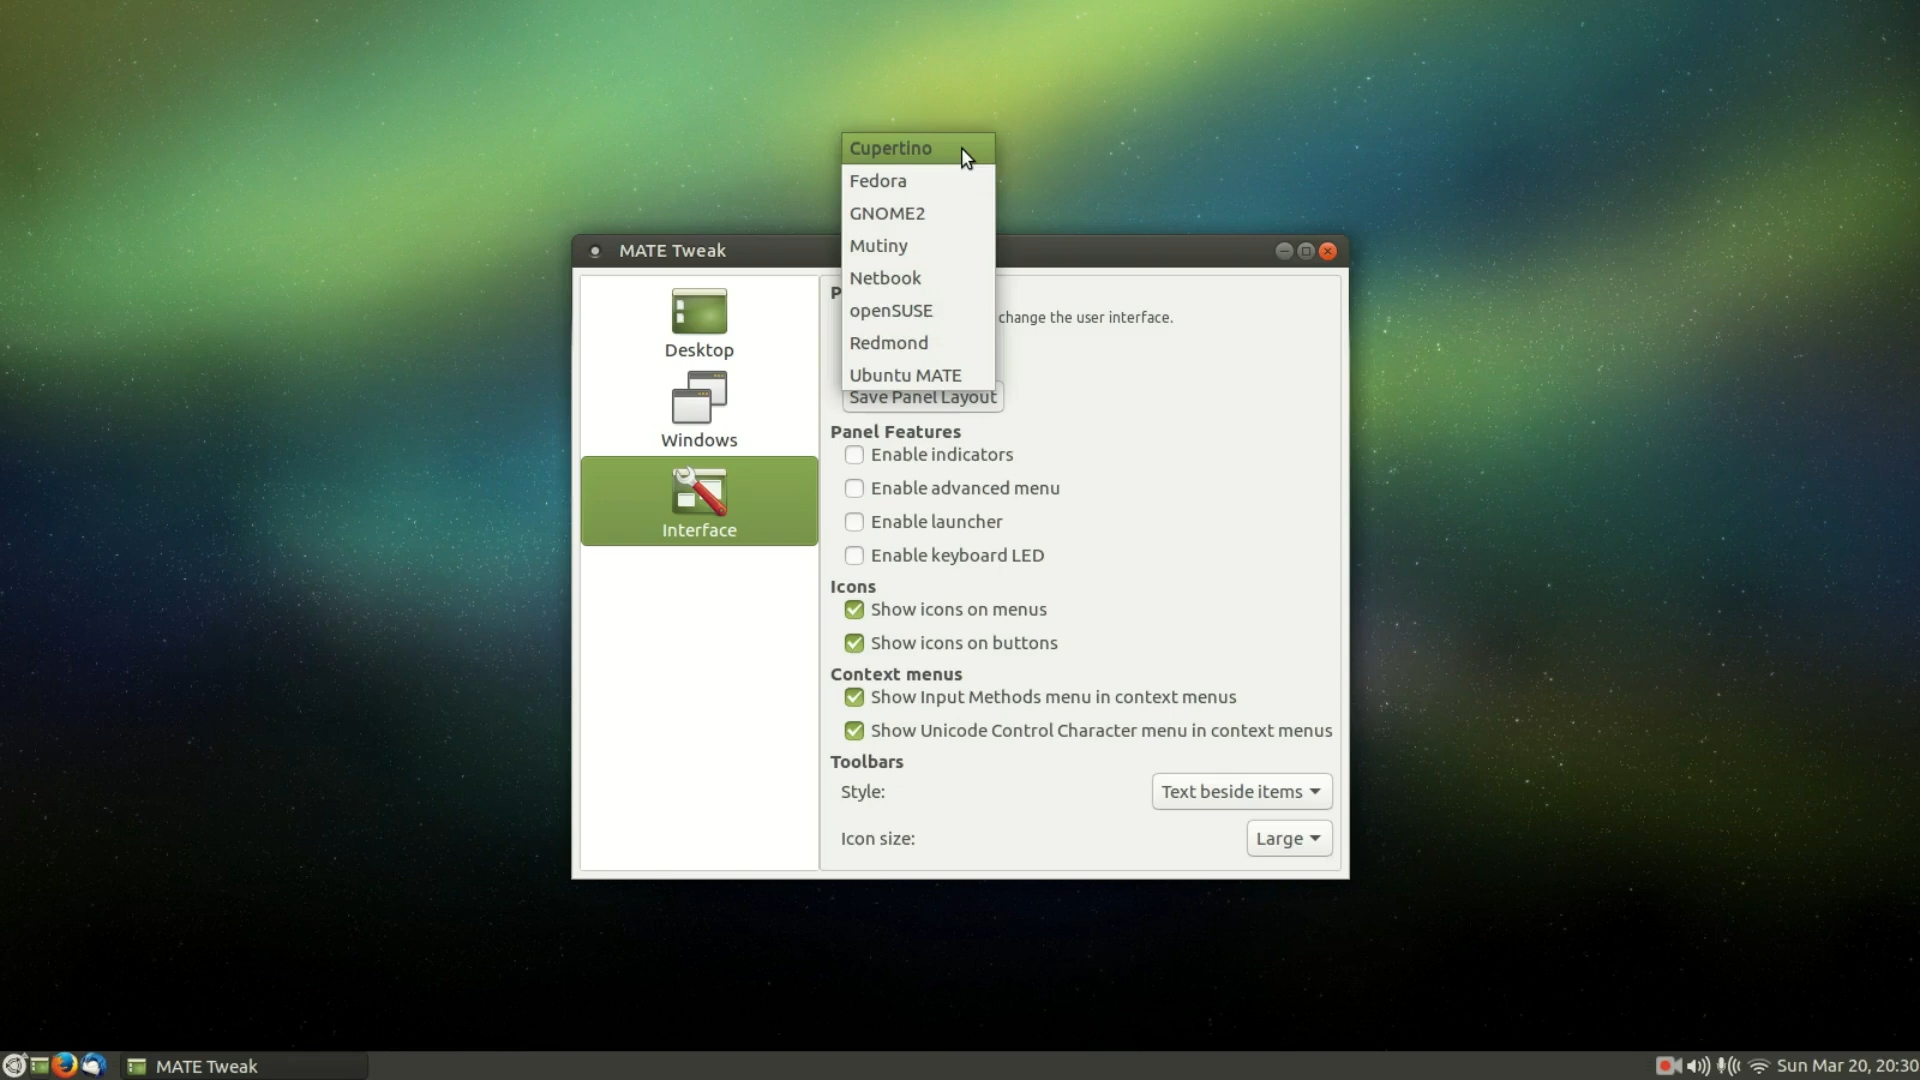 Cupertino
Fedora
GNOME2
Mutiny
Netbook
openSUSE
Redmond
Ubuntu MATE
MATE Tweak
Desktop
Windows
Interface
P
change the user interface.
Save Panel Layout
Panel Features
Enable indicators
Enable advanced menu
Enable launcher
Enable keyboard LED
Icons
Show icons on menus
Show icons on buttons
Context menus
Show Input Methods menu in context menus
Show Unicode Control Character menu in context menus
Toolbars
Style: Text beside items
Icon size: Large
MATE Tweak
Sun Mar 20, 20:30